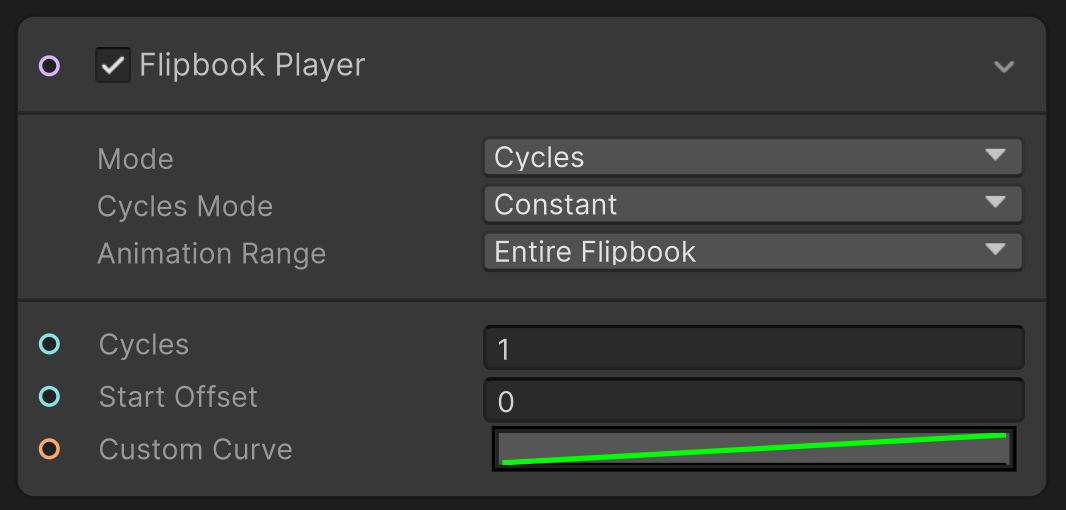 Flipbook Player
Mode Cycles
Cycles Mode Constant
Animation Range Entire Flipbook
Cycles 1
Start Offset 0
Custom Curve